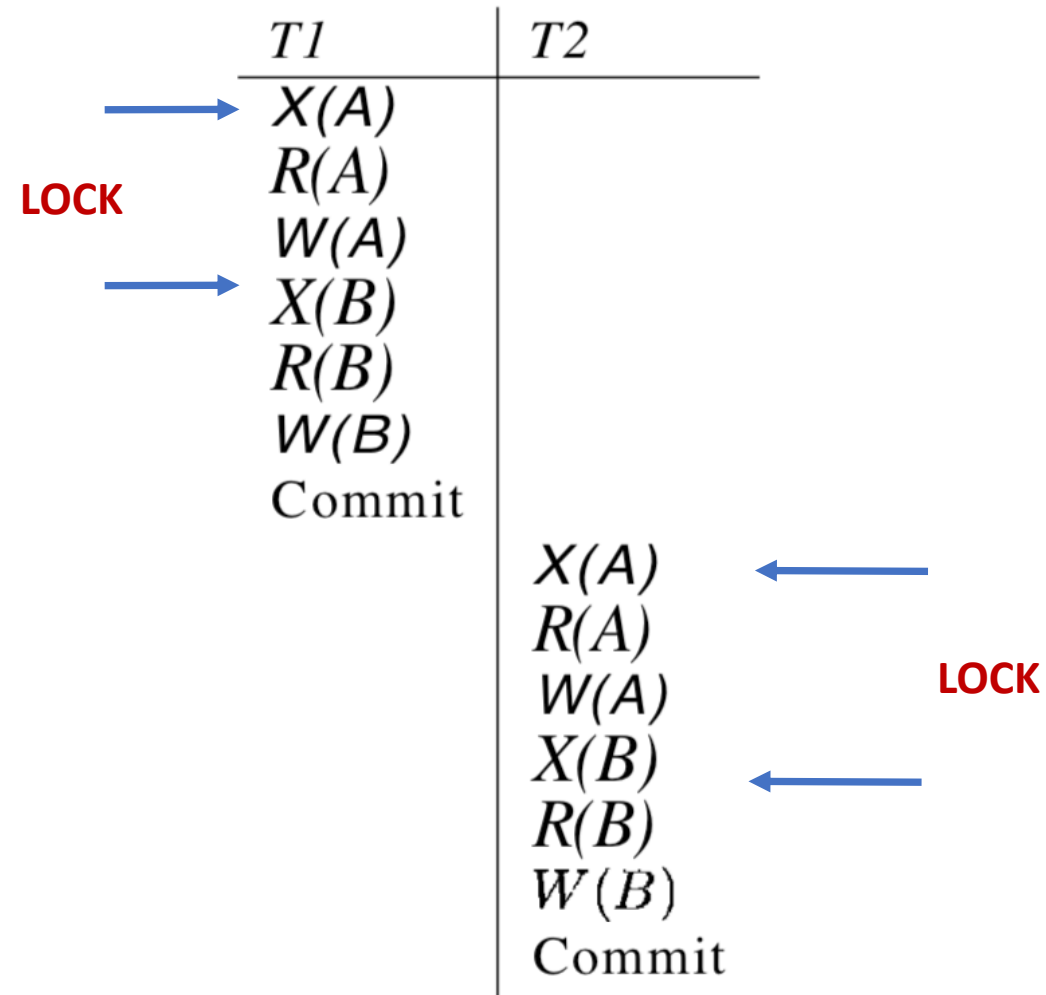 T1 T2
X(A)
R(A)
LOCK
W(A)
X(B)
R(B)
W(B)
Commit
X(A)
R(A)
W(A)
LOCK
X(B)
R(B)
W(B)
Commit